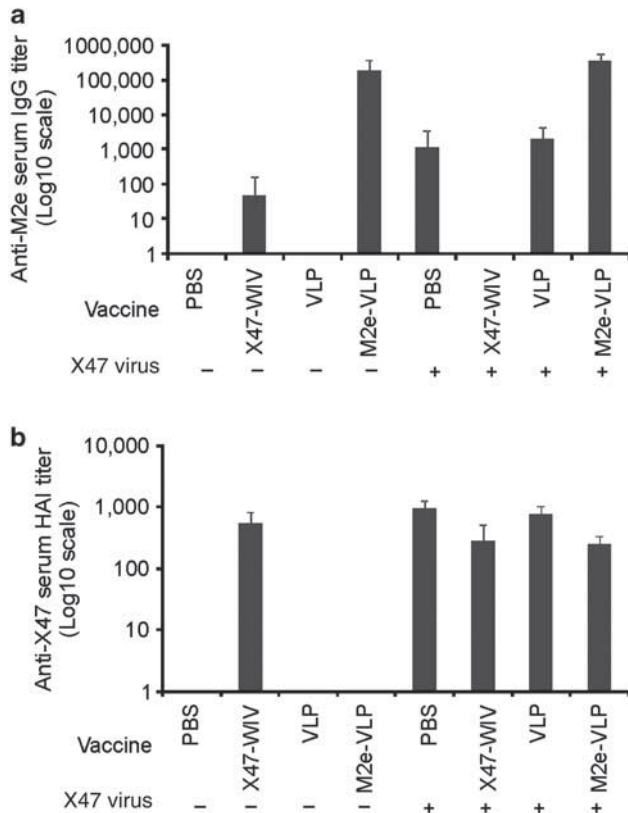 a
Anti-M2e serum IgG titer
(Log10 scale)
1000,000
100,000
10,000
1,000
100
10
1
Vaccine
PBS
X47-WIV
VLP
M2e-VLP
PBS
X47-WIV
VLP
M2e-VLP
X47 virus
– – – – + + + +
b
Anti-X47 serum HAI titer
(Log10 scale)
10,000
1,000
100
10
1
Vaccine
PBS
X47-WIV
VLP
M2e-VLP
PBS
X47-WIV
VLP
M2e-VLP
X47 virus
– – – – + + + +